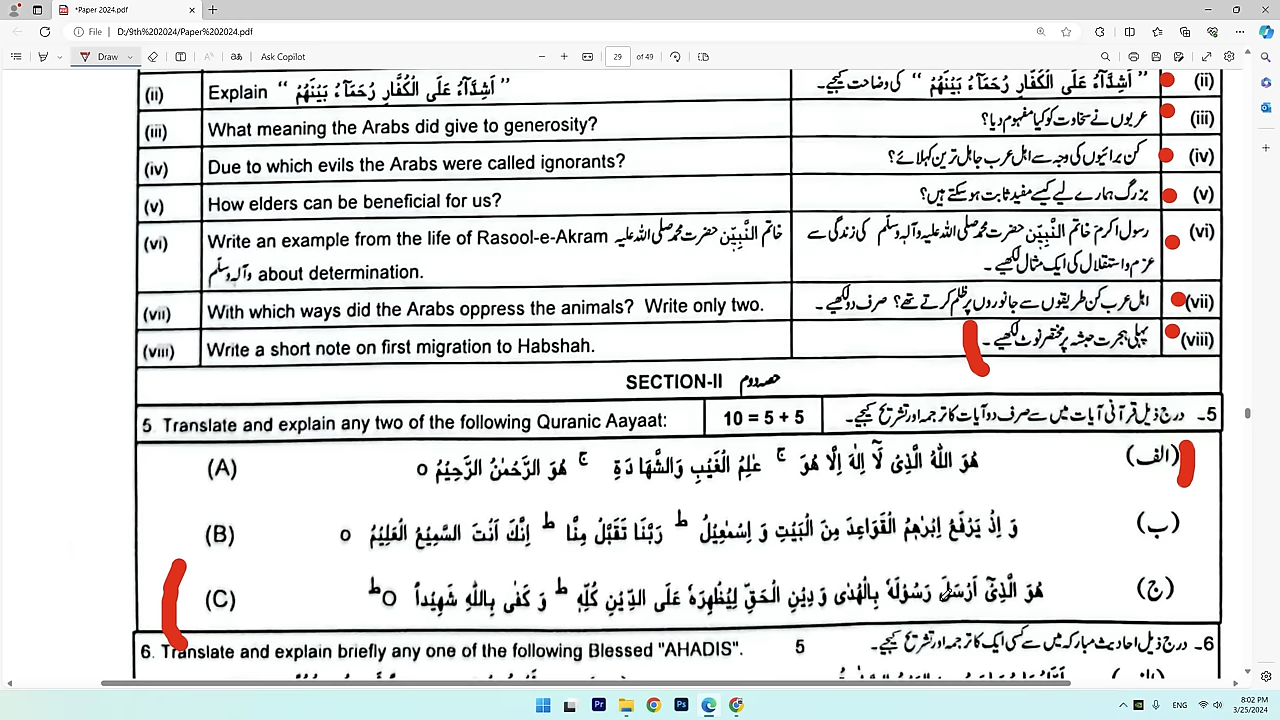 *Paper 2024.pdf
File D:/9th%202024/Paper%202024.pdf
Draw Ask Copilot 29 of 49
(ii) Explain “ اَشِدَّآءُ عَلَى الْكُفَّارِ رُحَمَآءُ بَيْنَهُمْ ” “ اَشِدَّآءُ عَلَى الْكُفَّارِ رُحَمَآءُ بَيْنَهُمْ ” کی وضاحت کیجیے۔ (ii)
(iii) What meaning the Arabs did give to generosity? عربوں نے سخاوت کو کیا مفہوم دیا؟ (iii)
(iv) Due to which evils the Arabs were called ignorants? کن برائیوں کی وجہ سے اہل عرب جاہل ترین کہلائے؟ (iv)
(v) How elders can be beneficial for us? بزرگ ہمارے لیے کیسے مفید ثابت ہو سکتے ہیں؟ (v)
(vi) Write an example from the life of Rasool-e-Akram خاتم النَّبِیّٖن حضرت محمد صلی اللہ علیہ رسول اکرم خاتم النَّبِیّٖن حضرت محمد صلی اللہ علیہ وآلہ وسلّم کی زندگی سے (vi)
وآلہ وسلّم about determination. عزم و استقلال کی ایک مثال لکھیے۔
(vii) With which ways did the Arabs oppress the animals? Write only two. اہل عرب کن طریقوں سے جانوروں پر ظلم کرتے تھے؟ صرف دو لکھیے۔ (vii)
(viii) Write a short note on first migration to Habshah. پہلی ہجرت حبشہ پر مختصر نوٹ لکھیے۔ (viii)
SECTION-II حصہ دوم
5. Translate and explain any two of the following Quranic Aayaat: 10 = 5 + 5 درج ذیل قرآنی آیات میں سے صرف دو آیات کا ترجمہ اور تشریح کیجیے۔ 5۔
(A) هُوَ اللّٰهُ الَّذِىْ لَآ اِلٰهَ اِلَّا هُوَ ج عٰلِمُ الْغَيْبِ وَالشَّهَادَةِ ج هُوَ الرَّحْمٰنُ الرَّحِيْمُ o (الف)
(B) وَ اِذْ يَرْفَعُ اِبْرٰهٖمُ الْقَوَاعِدَ مِنَ الْبَيْتِ وَ اِسْمٰعِيْلُ ط رَبَّنَا تَقَبَّلْ مِنَّا ط اِنَّكَ اَنْتَ السَّمِيْعُ الْعَلِيْمُ o (ب)
(C) هُوَ الَّذِىْٓ اَرْسَلَ رَسُوْلَهٗ بِالْهُدٰى وَ دِيْنِ الْحَقِّ لِيُظْهِرَهٗ عَلَى الدِّيْنِ كُلِّهٖ ط وَ كَفٰى بِاللّٰهِ شَهِيْداً Oط (ج)
6. Translate and explain briefly any one of the following Blessed "AHADIS". 5 درج ذیل احادیث مبارکہ میں سے کسی ایک کا ترجمہ اور تشریح کیجیے۔ 6۔
ENG 8:02 PM
3/25/2024